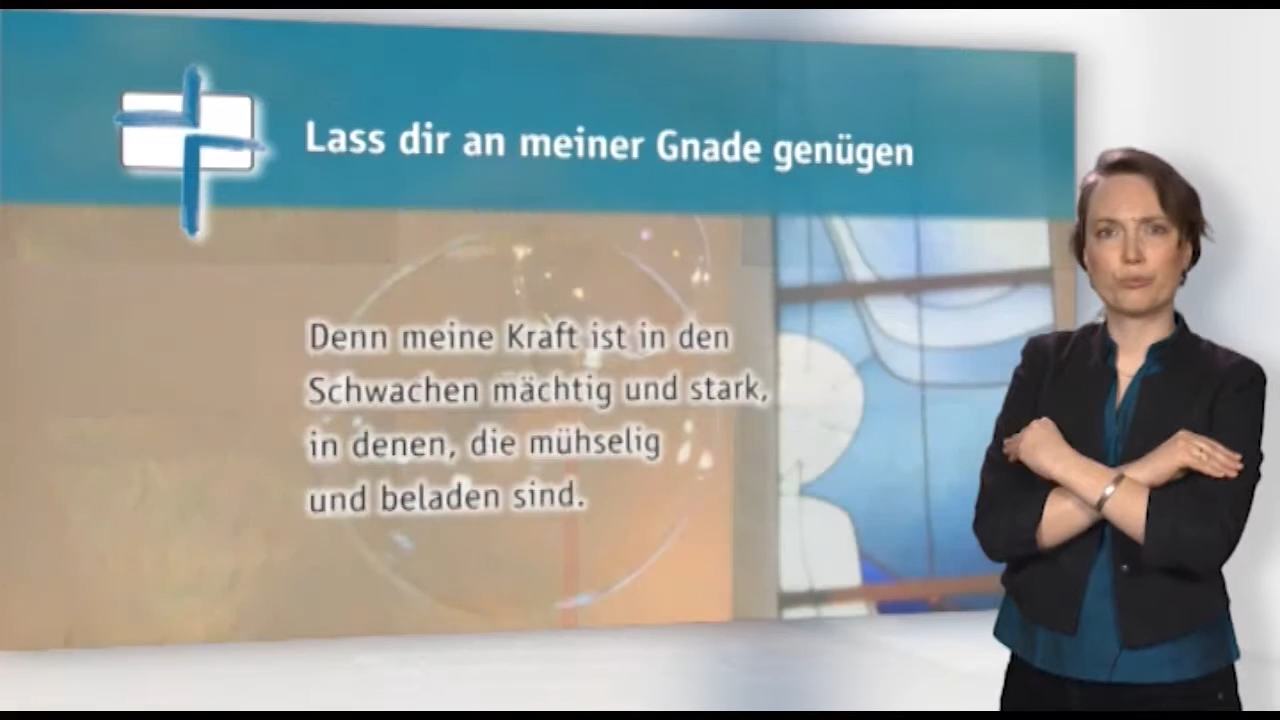 Lass dir an meiner Gnade genügen
Denn meine Kraft ist in den
Schwachen mächtig und stark,
in denen, die mühselig
und beladen sind.